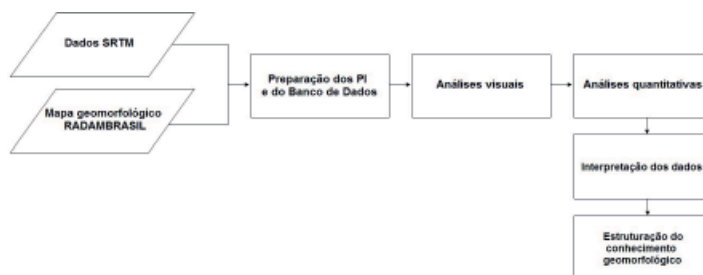 Dados SRTM
Mapa geomorfológico
RADAMBRASIL
Preparação dos PI
e do Banco de Dados
Análises visuais
Análises quantitativas
Interpretação dos dados
Estruturação do
conhecimento
geomorfológico